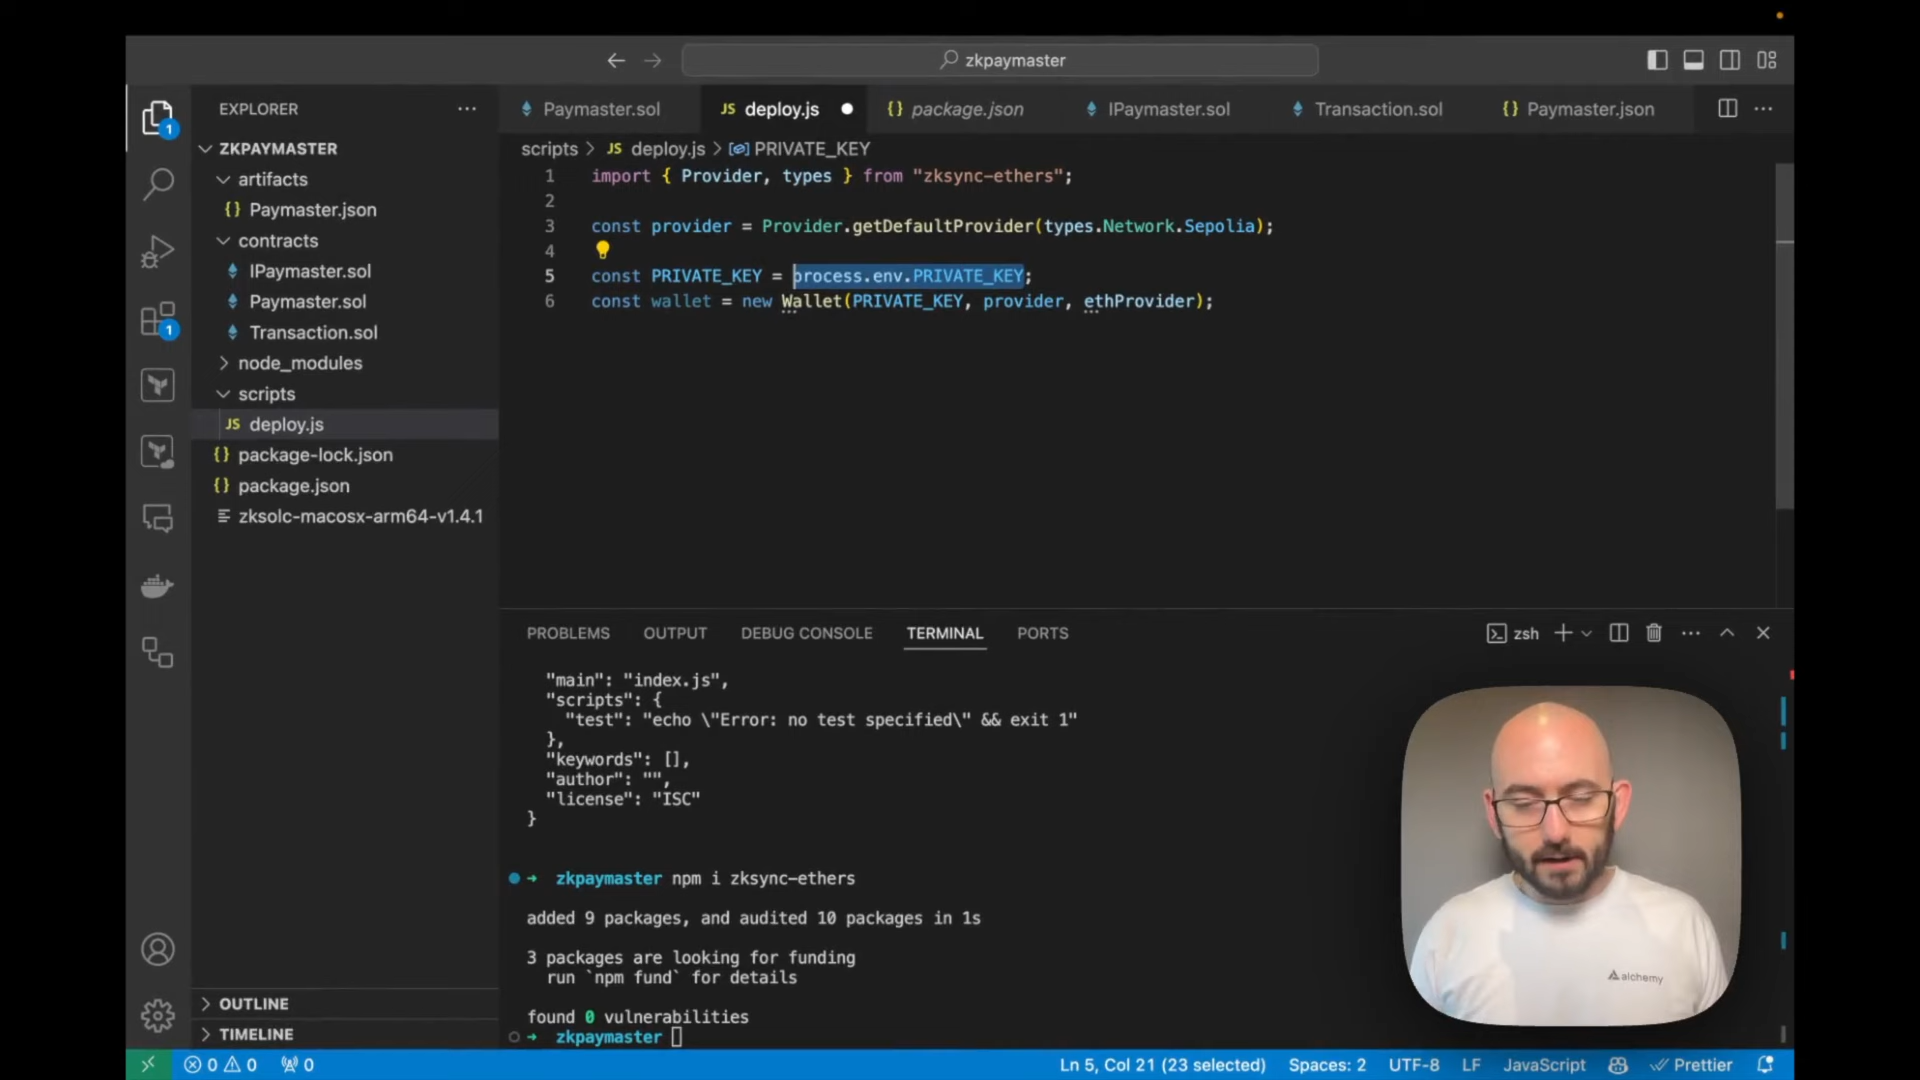 zkpaymaster
EXPLORER
ZKPAYMASTER
artifacts
Paymaster.json
contracts
IPaymaster.sol
Paymaster.sol
Transaction.sol
node_modules
scripts
deploy.js
package-lock.json
package.json
zksolc-macosx-arm64-v1.4.1
OUTLINE
TIMELINE
1
1
Paymaster.sol
JS deploy.js
{} package.json
IPaymaster.sol
Transaction.sol
{} Paymaster.json
scripts > JS deploy.js > PRIVATE_KEY
1 import { Provider, types } from "zksync-ethers";
2
3 const provider = Provider.getDefaultProvider(types.Network.Sepolia);
4
5 const PRIVATE_KEY = process.env.PRIVATE_KEY;
6 const wallet = new Wallet(PRIVATE_KEY, provider, ethProvider);
PROBLEMS OUTPUT DEBUG CONSOLE TERMINAL PORTS
zsh
"main": "index.js",
"scripts": {
"test": "echo \"Error: no test specified\" && exit 1"
},
"keywords": [],
"author": "",
"license": "ISC"
}
→ zkpaymaster npm i zksync-ethers
added 9 packages, and audited 10 packages in 1s
3 packages are looking for funding
run `npm fund` for details
found 0 vulnerabilities
→ zkpaymaster
alchemy
0 0 0
Ln 5, Col 21 (23 selected) Spaces: 2 UTF-8 LF JavaScript Prettier